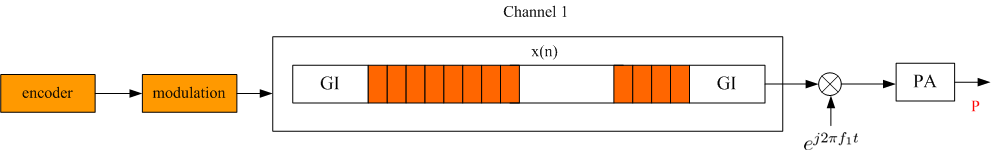 Channel 1
x(n)
encoder
modulation
GI
GI
PA
P
e^{j2πf_1t}